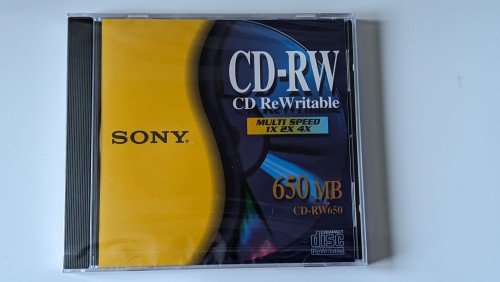 SONY®
CD-RW
CD ReWritable
MULTI SPEED
1X 2X 4X
650 MB
CD-RW650
COMPACT
disc
ReWritable